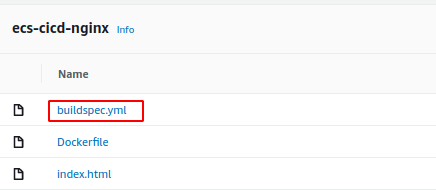 ecs-cicd-nginx Info
Name
buildspec.yml
Dockerfile
index.html